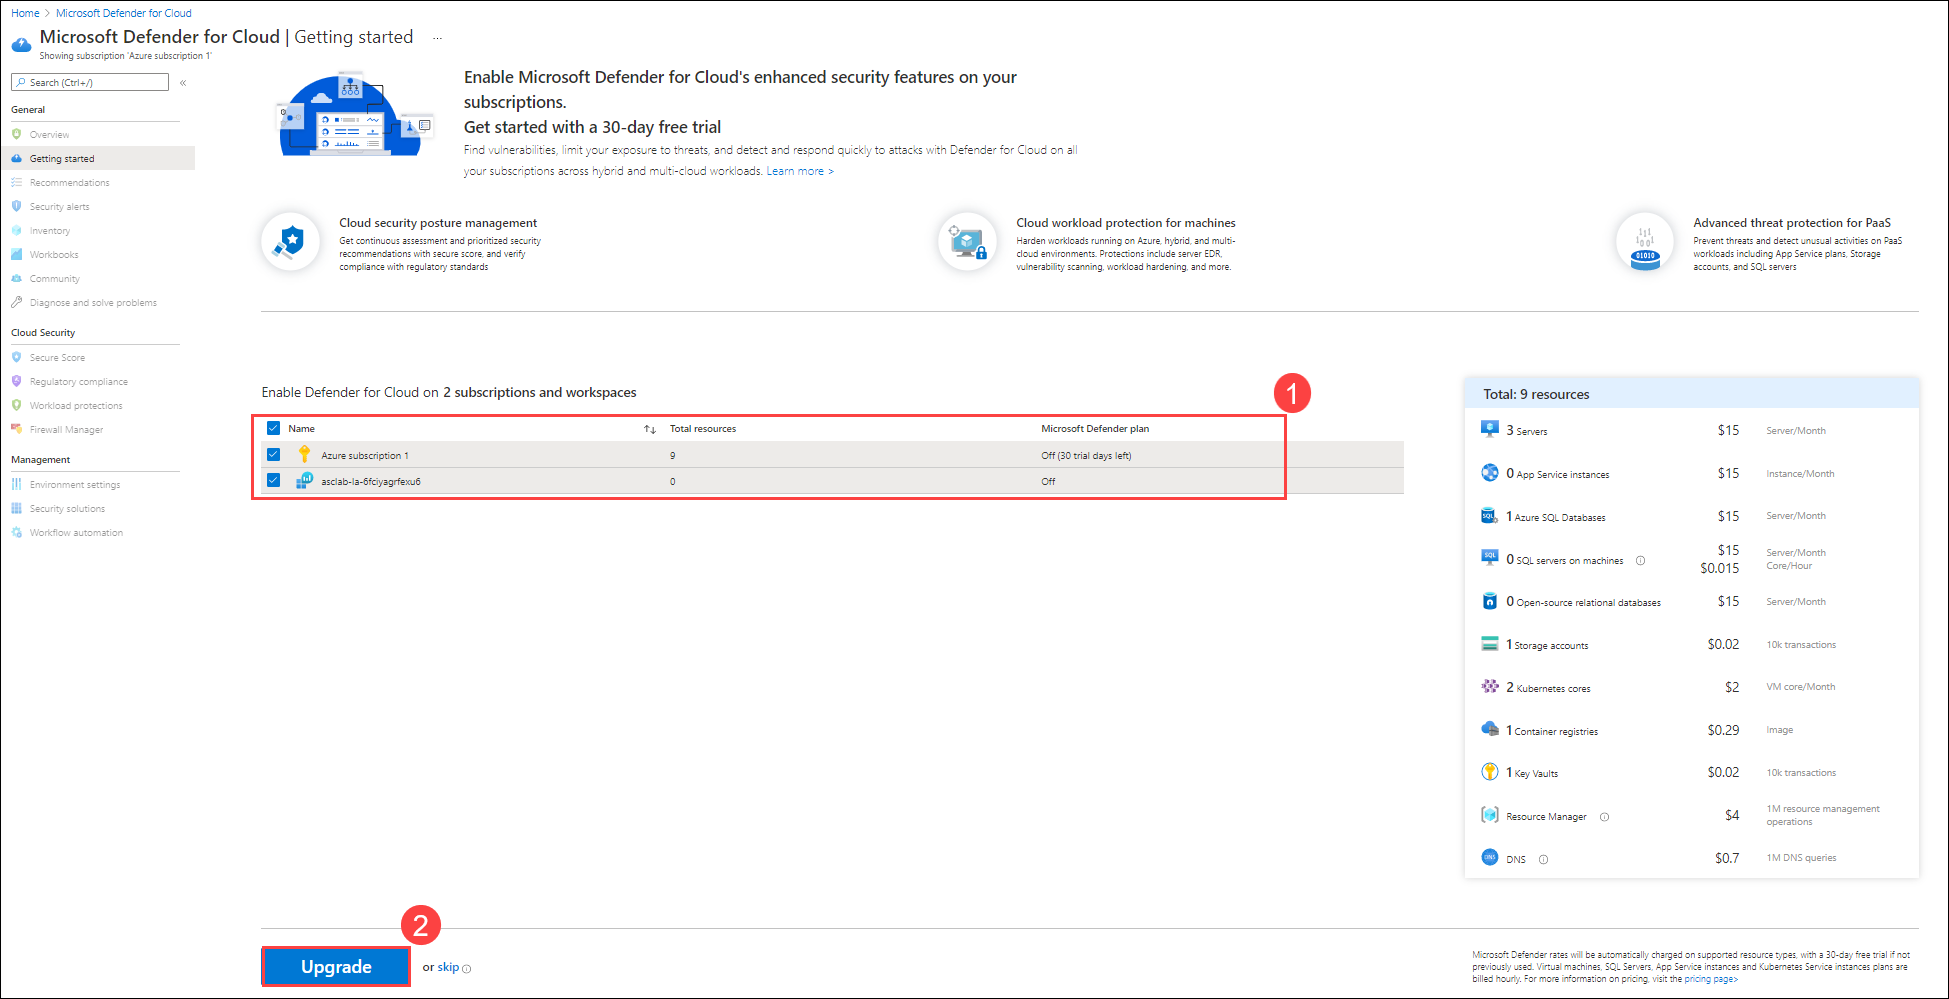 Home > Microsoft Defender for Cloud
Microsoft Defender for Cloud | Getting started ...
Showing subscription 'Azure subscription 1'
Search (Ctrl+/) «
General
Overview
Getting started
Recommendations
Security alerts
Inventory
Workbooks
Community
Diagnose and solve problems
Cloud Security
Secure Score
Regulatory compliance
Workload protections
Firewall Manager
Management
Environment settings
Security solutions
Workflow automation
Enable Microsoft Defender for Cloud's enhanced security features on your
subscriptions.
Get started with a 30-day free trial
Find vulnerabilities, limit your exposure to threats, and detect and respond quickly to attacks with Defender for Cloud on all
your subscriptions across hybrid and multi-cloud workloads. Learn more >
Cloud security posture management
Get continuous assessment and prioritized security
recommendations with secure score, and verify
compliance with regulatory standards
Cloud workload protection for machines
Harden workloads running on Azure, hybrid, and multi-
cloud environments. Protections include server EDR,
vulnerability scanning, workload hardening, and more.
01010
Advanced threat protection for PaaS
Prevent threats and detect unusual activities on PaaS
workloads including App Service plans, Storage
accounts, and SQL servers
Enable Defender for Cloud on 2 subscriptions and workspaces
1
Name ↑↓ Total resources Microsoft Defender plan
Azure subscription 1 9 Off (30 trial days left)
asclab-la-6fciyagrfexu6 0 Off
Total: 9 resources
3 Servers $15 Server/Month
0 App Service instances $15 Instance/Month
SQL 1 Azure SQL Databases $15 Server/Month
SQL 0 SQL servers on machines $15 Server/Month
$0.015 Core/Hour
0 Open-source relational databases $15 Server/Month
1 Storage accounts $0.02 10k transactions
2 Kubernetes cores $2 VM core/Month
1 Container registries $0.29 Image
1 Key Vaults $0.02 10k transactions
Resource Manager $4 1M resource management
operations
DNS DNS $0.7 1M DNS queries
2
Upgrade or skip
Microsoft Defender rates will be automatically charged on supported resource types, with a 30-day free trial if not
previously used. Virtual machines, SQL Servers, App Service instances and Kubernetes Service instances plans are
billed hourly. For more information on pricing, visit the pricing page>